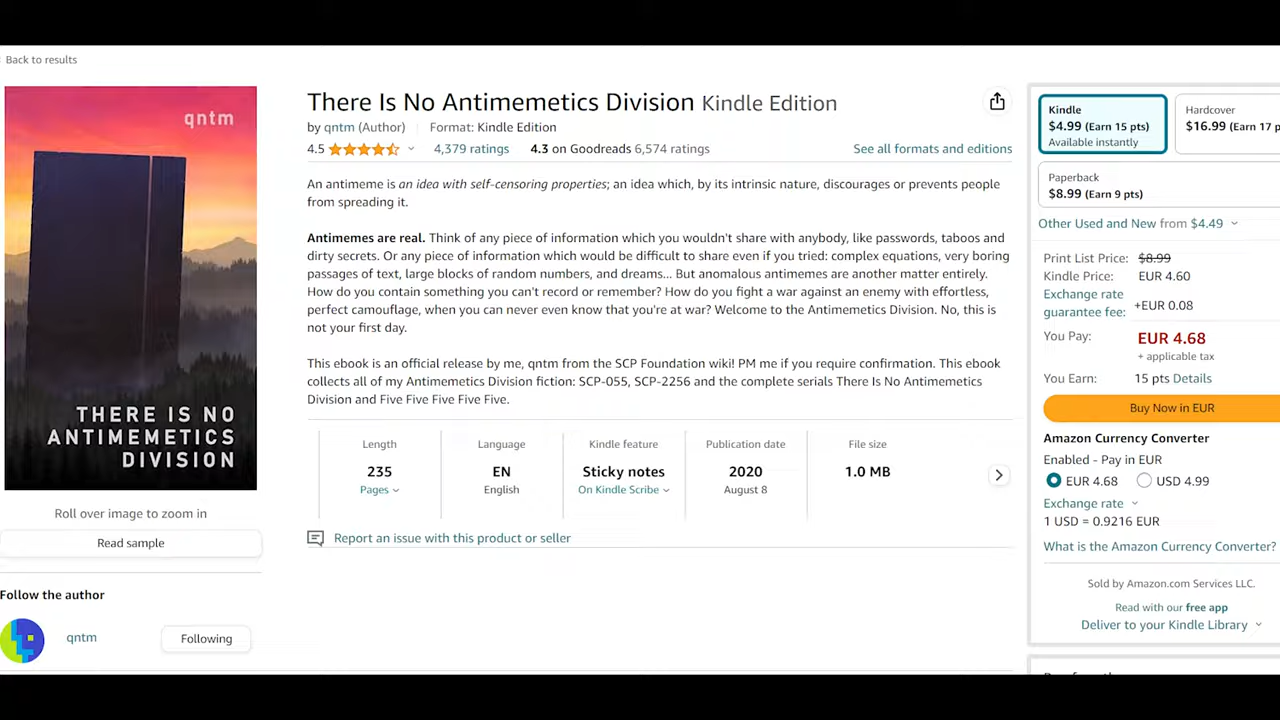 Back to results
qntm
THERE IS NO
ANTIMEMETICS
DIVISION
Roll over image to zoom in
Read sample
Follow the author
qntm
Following
There Is No Antimemetics Division Kindle Edition
by qntm (Author) Format: Kindle Edition
4.5 4,379 ratings 4.3 on Goodreads 6,574 ratings See all formats and editions
An antimeme is an idea with self-censoring properties; an idea which, by its intrinsic nature, discourages or prevents people
from spreading it.
Antimemes are real. Think of any piece of information which you wouldn't share with anybody, like passwords, taboos and
dirty secrets. Or any piece of information which would be difficult to share even if you tried: complex equations, very boring
passages of text, large blocks of random numbers, and dreams... But anomalous antimemes are another matter entirely.
How do you contain something you can't record or remember? How do you fight a war against an enemy with effortless,
perfect camouflage, when you can never even know that you're at war? Welcome to the Antimemetics Division. No, this is
not your first day.
This ebook is an official release by me, qntm from the SCP Foundation wiki! PM me if you require confirmation. This ebook
collects all of my Antimemetics Division fiction: SCP-055, SCP-2256 and the complete serials There Is No Antimemetics
Division and Five Five Five Five Five.
Length Language Kindle feature Publication date File size
235 EN Sticky notes 2020 1.0 MB
Pages English On Kindle Scribe August 8
Report an issue with this product or seller
Kindle
$4.99 (Earn 15 pts)
Available instantly
Hardcover
$16.99 (Earn 17 p
Paperback
$8.99 (Earn 9 pts)
Other Used and New from $4.49
Print List Price: $8.99
Kindle Price: EUR 4.60
Exchange rate
guarantee fee: +EUR 0.08
You Pay: EUR 4.68
+ applicable tax
You Earn: 15 pts Details
Buy Now in EUR
Amazon Currency Converter
Enabled - Pay in EUR
EUR 4.68 USD 4.99
Exchange rate
1 USD = 0.9216 EUR
What is the Amazon Currency Converter?
Sold by Amazon.com Services LLC.
Read with our free app
Deliver to your Kindle Library